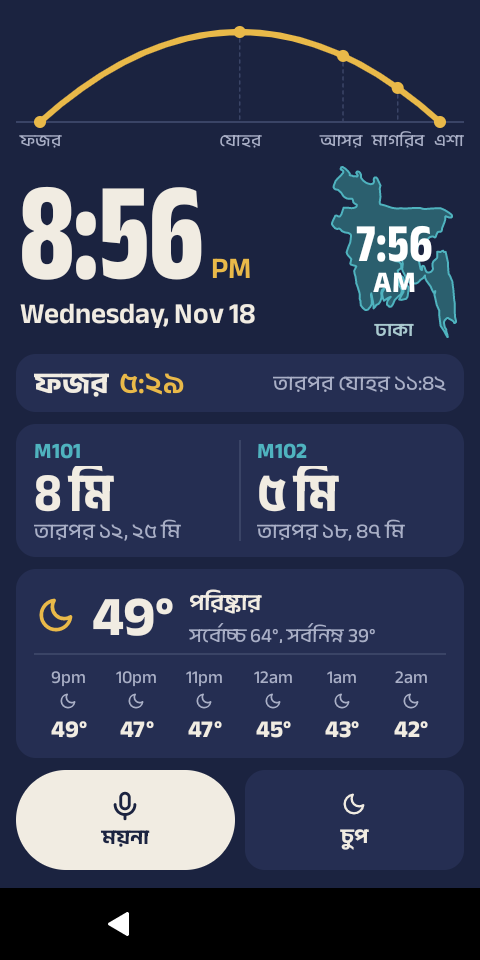 ফজর যোহর আসর মাগরিব এশা
8:56 PM
Wednesday, Nov 18
7:56
AM
ঢাকা
ফজর ৫:২৯ তারপর যোহর ১১:৪২
M101
৪ মি
তারপর ১২, ২৫ মি
M102
৫ মি
তারপর ১৮, ৪৭ মি
49° পরিষ্কার
সর্বোচ্চ 64°, সর্বনিম্ন 39°
9pm 10pm 11pm 12am 1am 2am
49° 47° 47° 45° 43° 42°
ময়না
চুপ